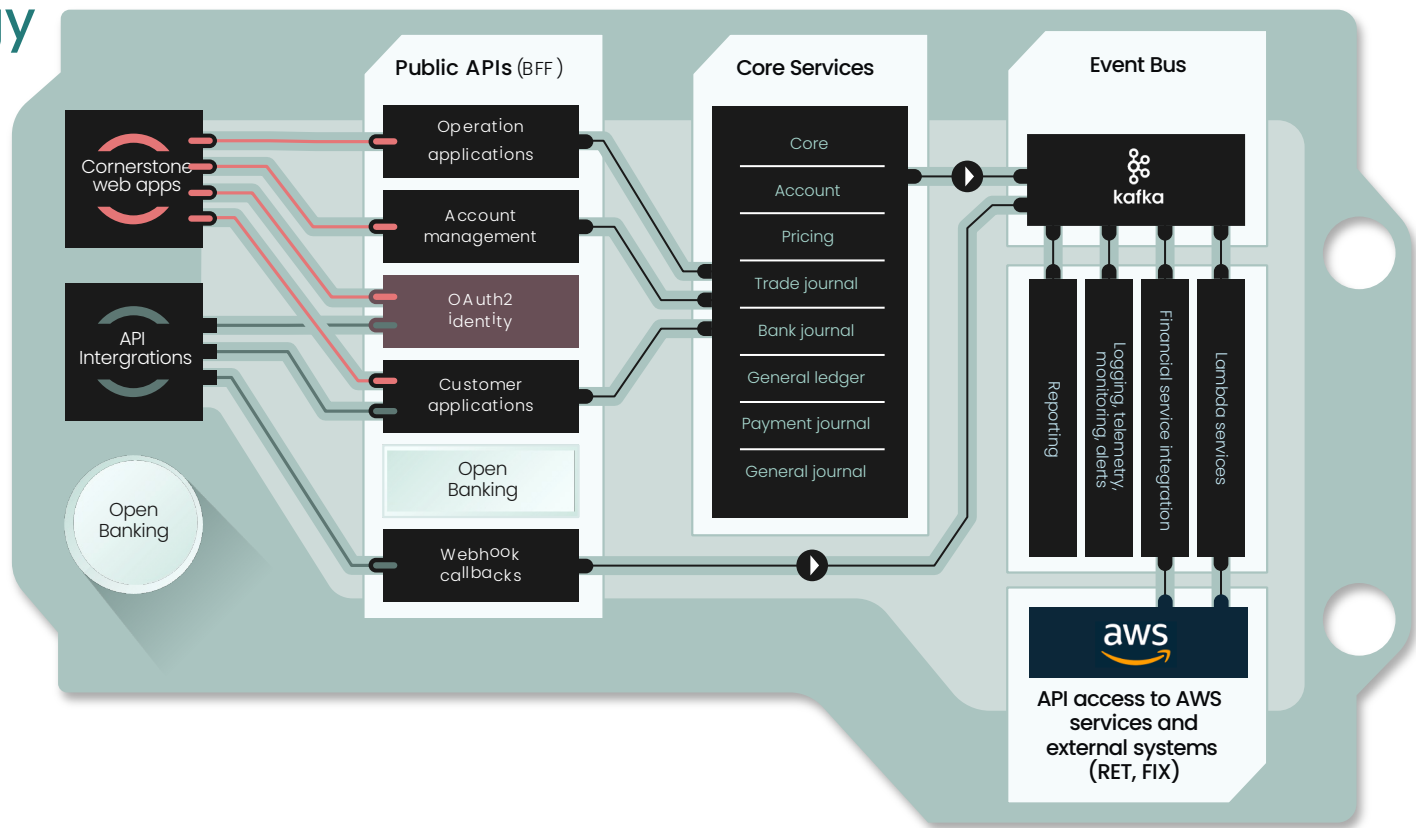 gy
Public APIs (BFF)
Core Services
Event Bus
Cornerstone
web apps
API
Intergrations
Open
Banking
Operation
applications
Account
management
OAuth2
identity
Customer
applications
Open
Banking
Webhook
callbacks
Core
Account
Pricing
Trade journal
Bank journal
General ledger
Payment journal
General journal
kafka
Reporting
Logging, telemetry,
monitoring, alerts
Financial service integration
Lambda services
aws
API access to AWS
services and
external systems
(RET, FIX)